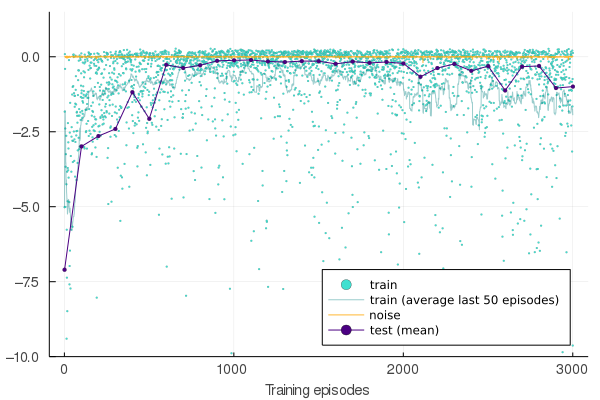 0.0
−2.5
−5.0
−7.5
−10.0
0
1000
2000
3000
Training episodes
train
train (average last 50 episodes)
noise
test (mean)